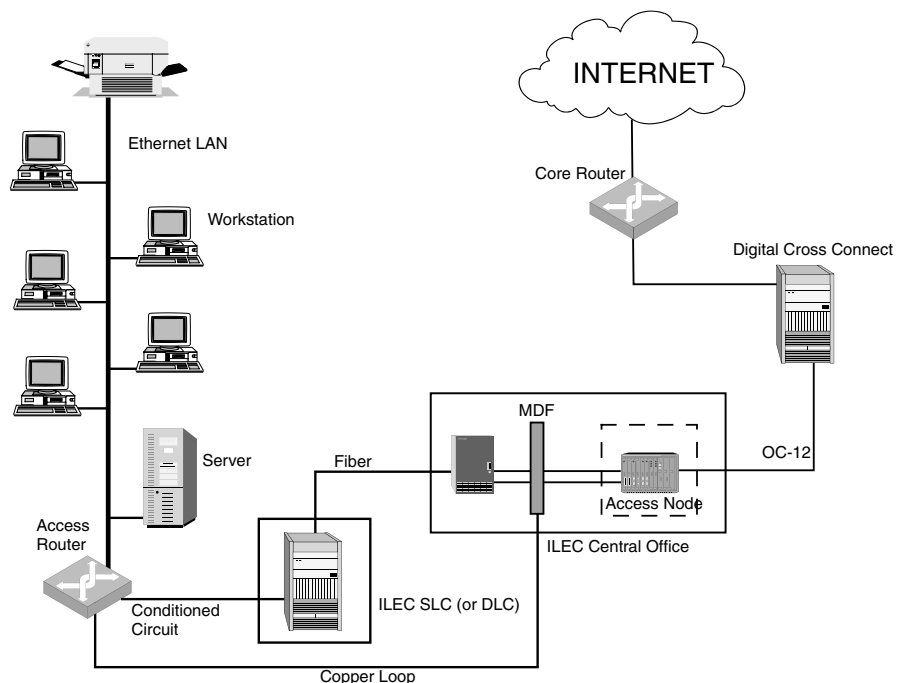 INTERNET
Ethernet LAN
Core Router
Workstation
Digital Cross Connect
MDF
OC-12
Server
Fiber
Access Node
Access
Router
ILEC Central Office
Conditioned
Circuit
ILEC SLC (or DLC)
Copper Loop